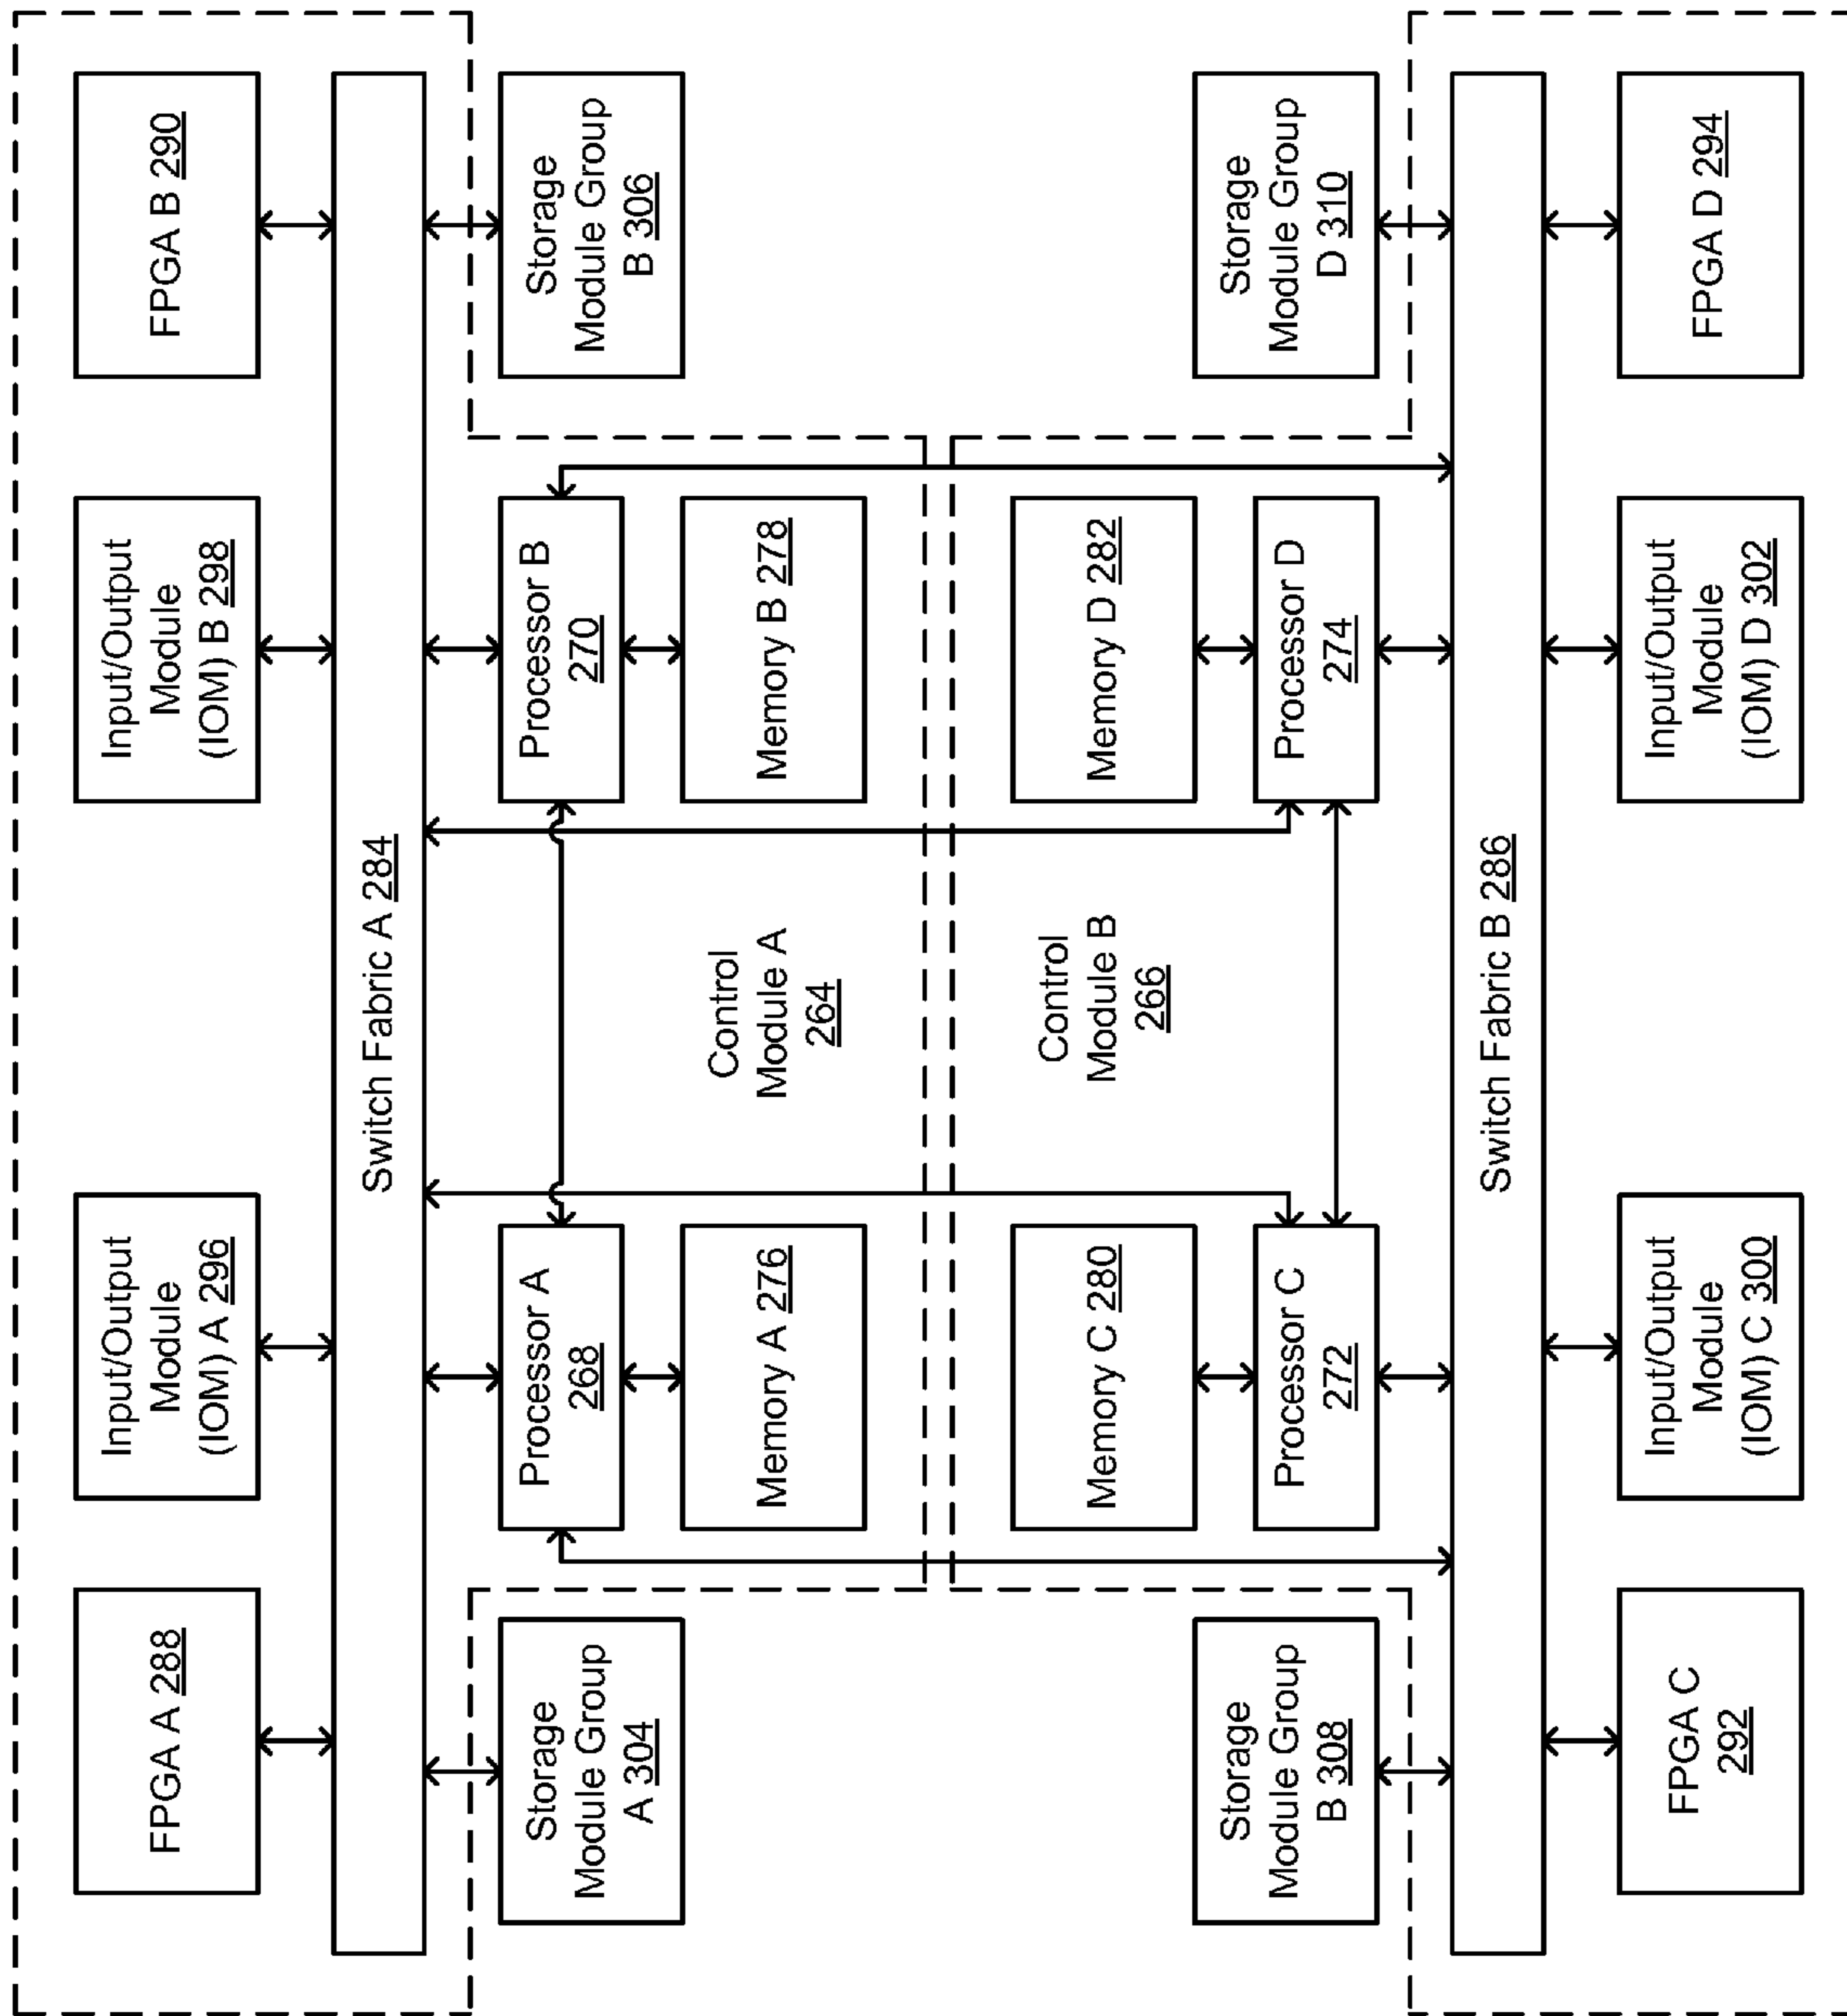 FPGA A 288
Input/Output
Module
(IOM) A 296
Input/Output
Module
(IOM) B 298
FPGA B 290
Switch Fabric A 284
Storage
Module Group
A 304
Processor A
268
Processor B
270
Storage
Module Group
B 306
Memory A 276
Control
Module A
264
Memory B 278
Memory C 280
Control
Module B
266
Memory D 282
Storage
Module Group
B 308
Processor C
272
Processor D
274
Storage
Module Group
D 310
Switch Fabric B 286
FPGA C
292
Input/Output
Module
(IOM) C 300
Input/Output
Module
(IOM) D 302
FPGA D 294